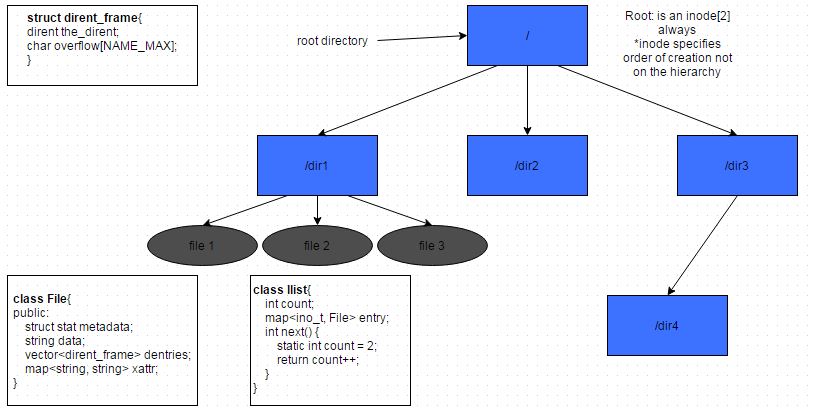 struct dirent_frame{
dirent the_dirent;
char overflow[NAME_MAX];
}
root directory
/
Root: is an inode[2]
always
*inode specifies
order of creation not
on the hierarchy
/dir1
/dir2
/dir3
file 1
file 2
file 3
/dir4
class File{
public:
struct stat metadata;
string data;
vector<dirent_frame> dentries;
map<string, string> xattr;
}
class Ilist{
int count;
map<ino_t, File> entry;
int next() {
static int count = 2;
return count++;
}
}